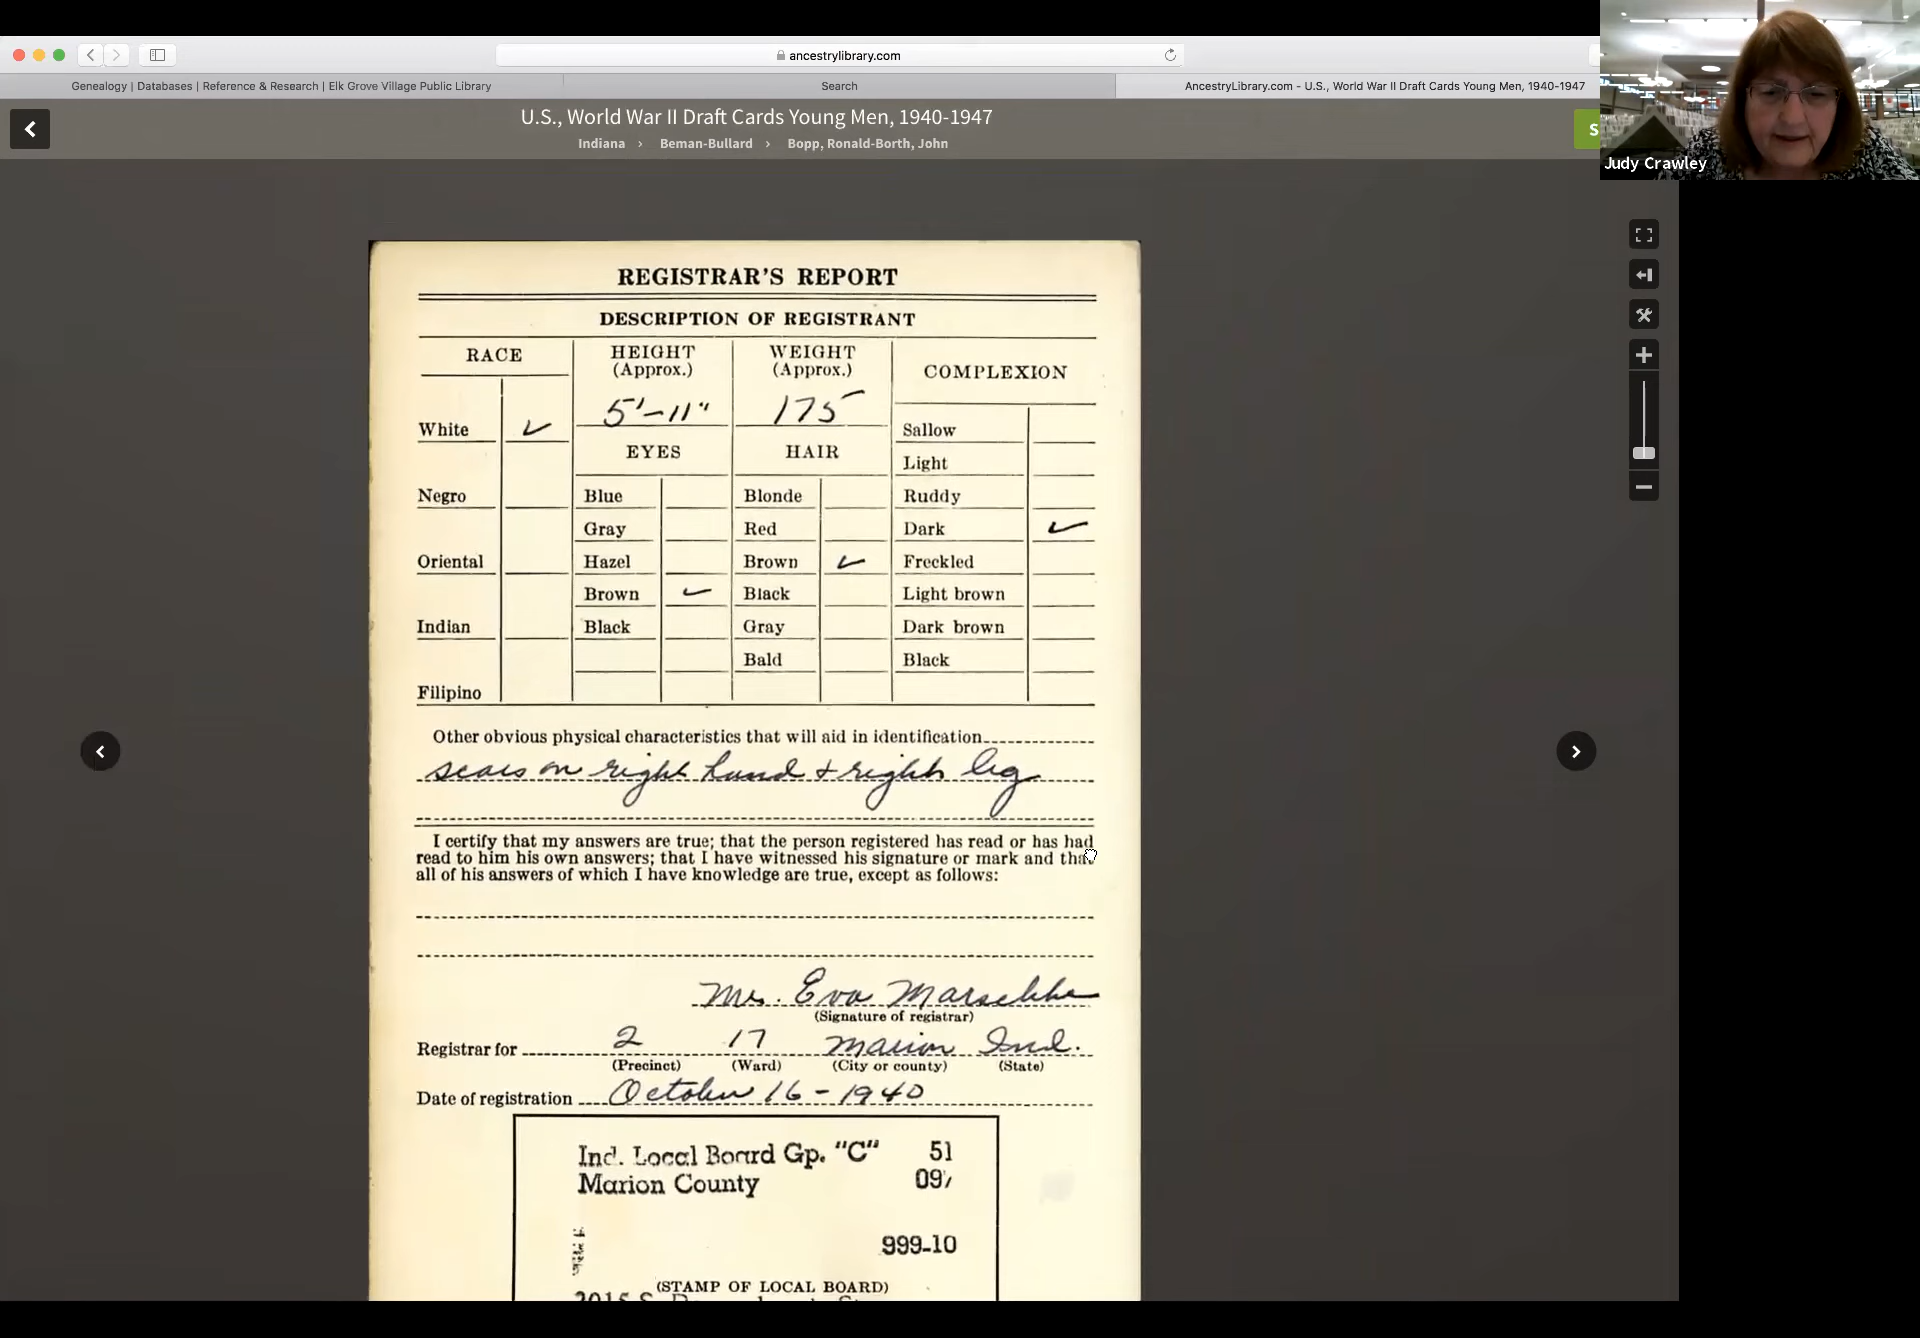 ancestrylibrary.com
Genealogy | Databases | Reference & Research | Elk Grove Village Public Library
Search
AncestryLibrary.com - U.S., World War II Draft Cards Young Men, 1940-1947
U.S., World War II Draft Cards Young Men, 1940-1947
Indiana › Beman-Bullard › Bopp, Ronald-Borth, John
S
Judy Crawley
REGISTRAR'S REPORT
DESCRIPTION OF REGISTRANT
RACE
HEIGHT
(Approx.)
WEIGHT
(Approx.)
COMPLEXION
5'-11"
175
White
EYES
HAIR
Sallow
Light
Negro
Blue
Blonde
Ruddy
Gray
Red
Dark
Oriental
Hazel
Brown
Freckled
Brown
Black
Light brown
Indian
Black
Gray
Dark brown
Bald
Black
Filipino
Other obvious physical characteristics that will aid in identification
scars on right hand & right leg
I certify that my answers are true; that the person registered has read or has had
read to him his own answers; that I have witnessed his signature or mark and that
all of his answers of which I have knowledge are true, except as follows:
Mrs. Eva
(Signature of registrar)
Registrar for 2 17 Marion Ind.
(Precinct) (Ward) (City or county) (State)
Date of registration October 16 - 1940
Ind. Local Board Gp. "C" 51
Marion County 097
999-10
(STAMP OF LOCAL BOARD)